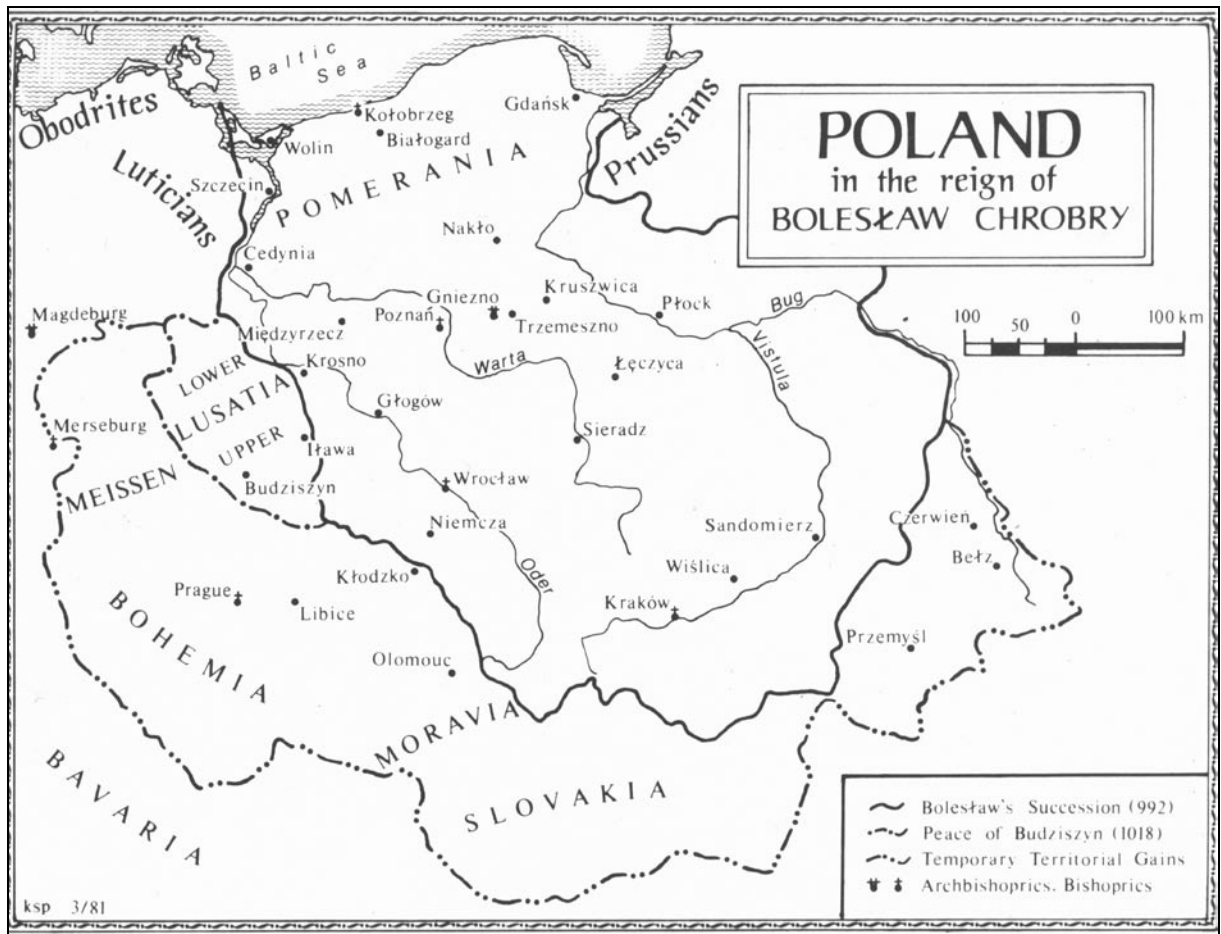 Baltic
Sea
Obodrites
Luticians
Prussians
POLAND
in the reign of
BOLESŁAW CHROBRY
Gdańsk
Kołobrzeg
Białogard
Wolin
POMERANIA
Szczecin
Nakło
Cedynia
Kruszwica
Gniezno
Płock
Bug
Magdeburg
Poznań
Trzemeszno
Międzyrzecz
100 50 0 100 km
Vistula
Warta
Krosno
Łęczyca
LOWER
LUSATIA
UPPER
Głogów
Merseburg
Sieradz
Iława
MEISSEN
Budziszyn
Wrocław
Niemcza
Sandomierz
Czerwień
Bełz
Oder
Wiślica
Kłodzko
Prague
Libice
Kraków
BOHEMIA
Przemyśl
Olomouc
MORAVIA
BAVARIA
SLOVAKIA
Bolesław's Succession (992)
Peace of Budziszyn (1018)
Temporary Territorial Gains
Archbishoprics. Bishoprics
ksp 3/81